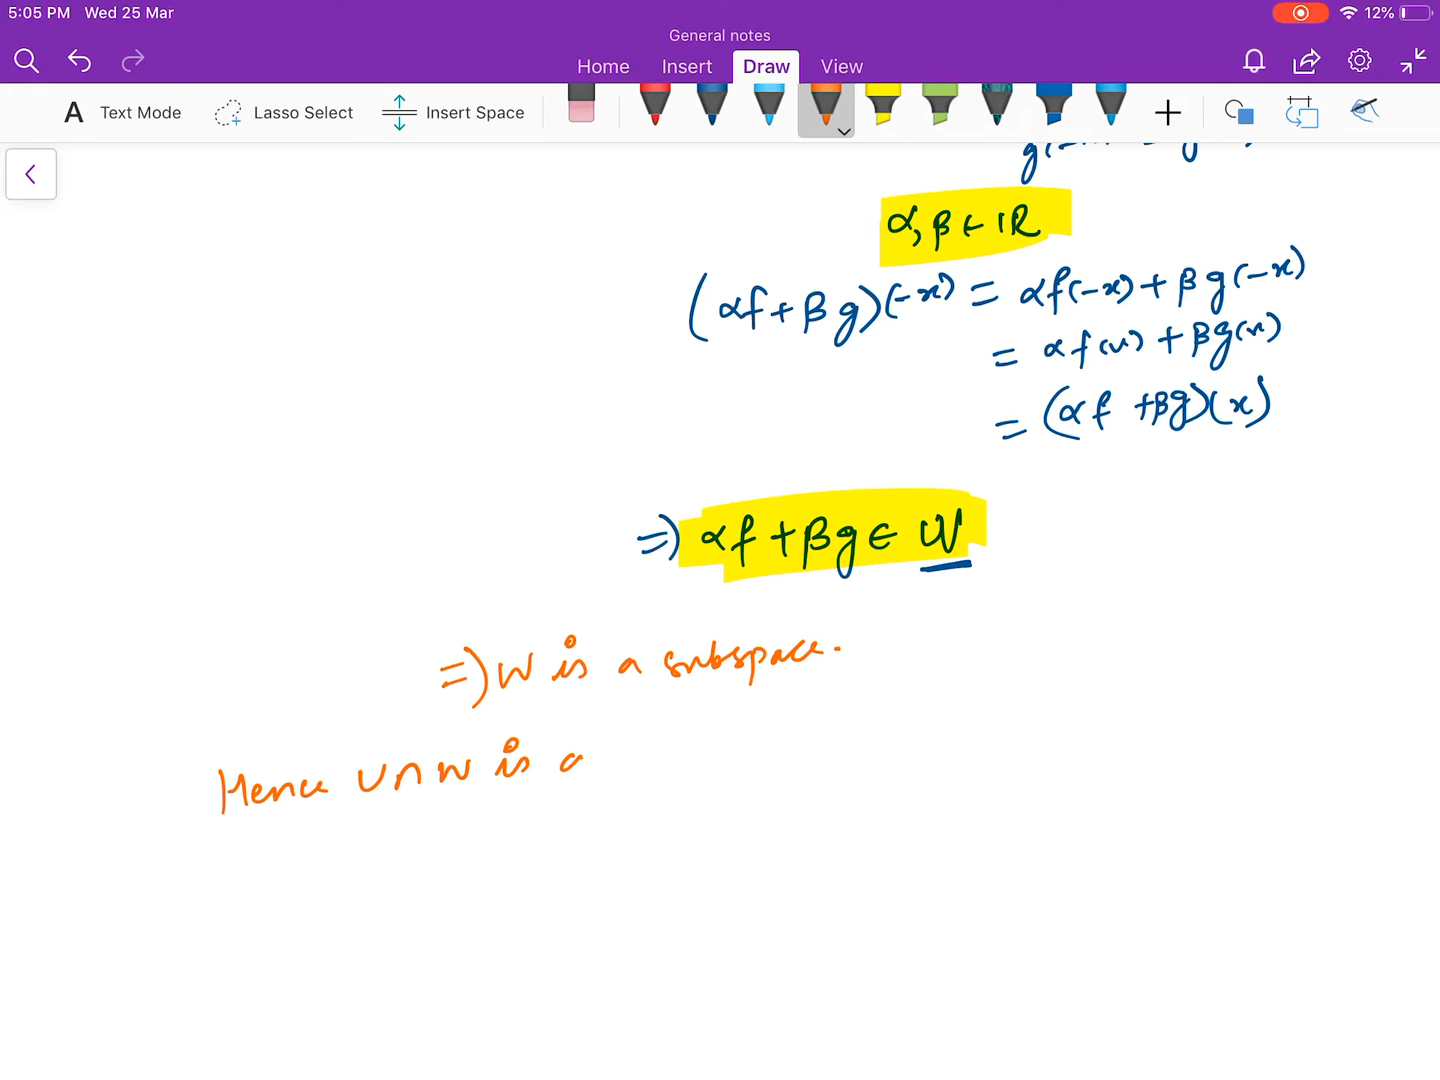 5:05 PM Wed 25 Mar
12%
General notes
Home Insert Draw View
A Text Mode Lasso Select Insert Space
α, β ∈ ℝ
(αf + βg)(-x) = αf(-x) + βg(-x)
= αf(x) + βg(x)
= (αf + βg)(x)
=) αf + βg ∈ W
=) W is a subspace.
Hence U ∩ W is a